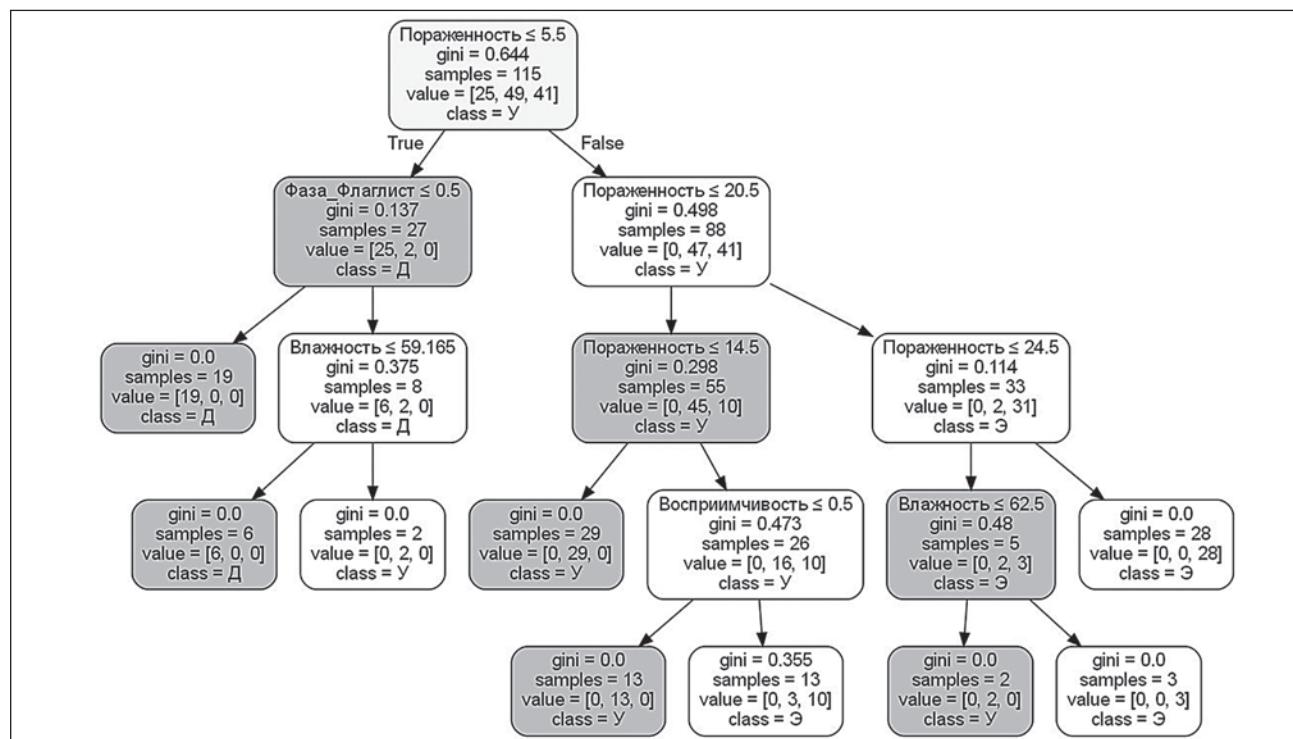 Пораженность ≤ 5.5
gini = 0.644
samples = 115
value = [25, 49, 41]
class = У
True
False
Фаза_Флаглист ≤ 0.5
gini = 0.137
samples = 27
value = [25, 2, 0]
class = Д
Пораженность ≤ 20.5
gini = 0.498
samples = 88
value = [0, 47, 41]
class = У
gini = 0.0
samples = 19
value = [19, 0, 0]
class = Д
Влажность ≤ 59.165
gini = 0.375
samples = 8
value = [6, 2, 0]
class = Д
Пораженность ≤ 14.5
gini = 0.298
samples = 55
value = [0, 45, 10]
class = У
Пораженность ≤ 24.5
gini = 0.114
samples = 33
value = [0, 2, 31]
class = Э
gini = 0.0
samples = 6
value = [6, 0, 0]
class = Д
gini = 0.0
samples = 2
value = [0, 2, 0]
class = У
gini = 0.0
samples = 29
value = [0, 29, 0]
class = У
Восприимчивость ≤ 0.5
gini = 0.473
samples = 26
value = [0, 16, 10]
class = У
Влажность ≤ 62.5
gini = 0.48
samples = 5
value = [0, 2, 3]
class = Э
gini = 0.0
samples = 28
value = [0, 0, 28]
class = Э
gini = 0.0
samples = 13
value = [0, 13, 0]
class = У
gini = 0.355
samples = 13
value = [0, 3, 10]
class = Э
gini = 0.0
samples = 2
value = [0, 2, 0]
class = У
gini = 0.0
samples = 3
value = [0, 0, 3]
class = Э